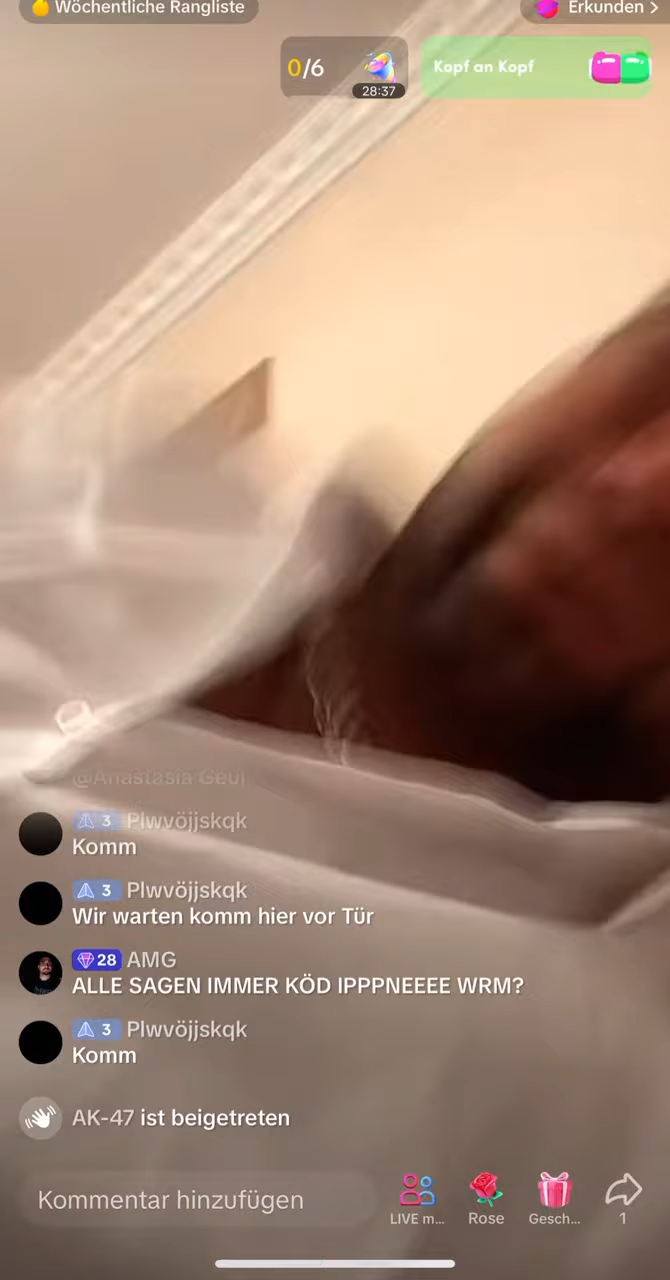 Wöchentliche Rangliste
Erkunden >
0/6
28:37
Kopf an Kopf
@Anastasia Geul
3 Plwvöjjskqk
Komm
3 Plwvöjjskqk
Wir warten komm hier vor Tür
28 AMG
ALLE SAGEN IMMER KÖD IPPPNEEEE WRM?
3 Plwvöjjskqk
Komm
AK-47 ist beigetreten
Kommentar hinzufügen
LIVE m...
Rose
Gesch...
1